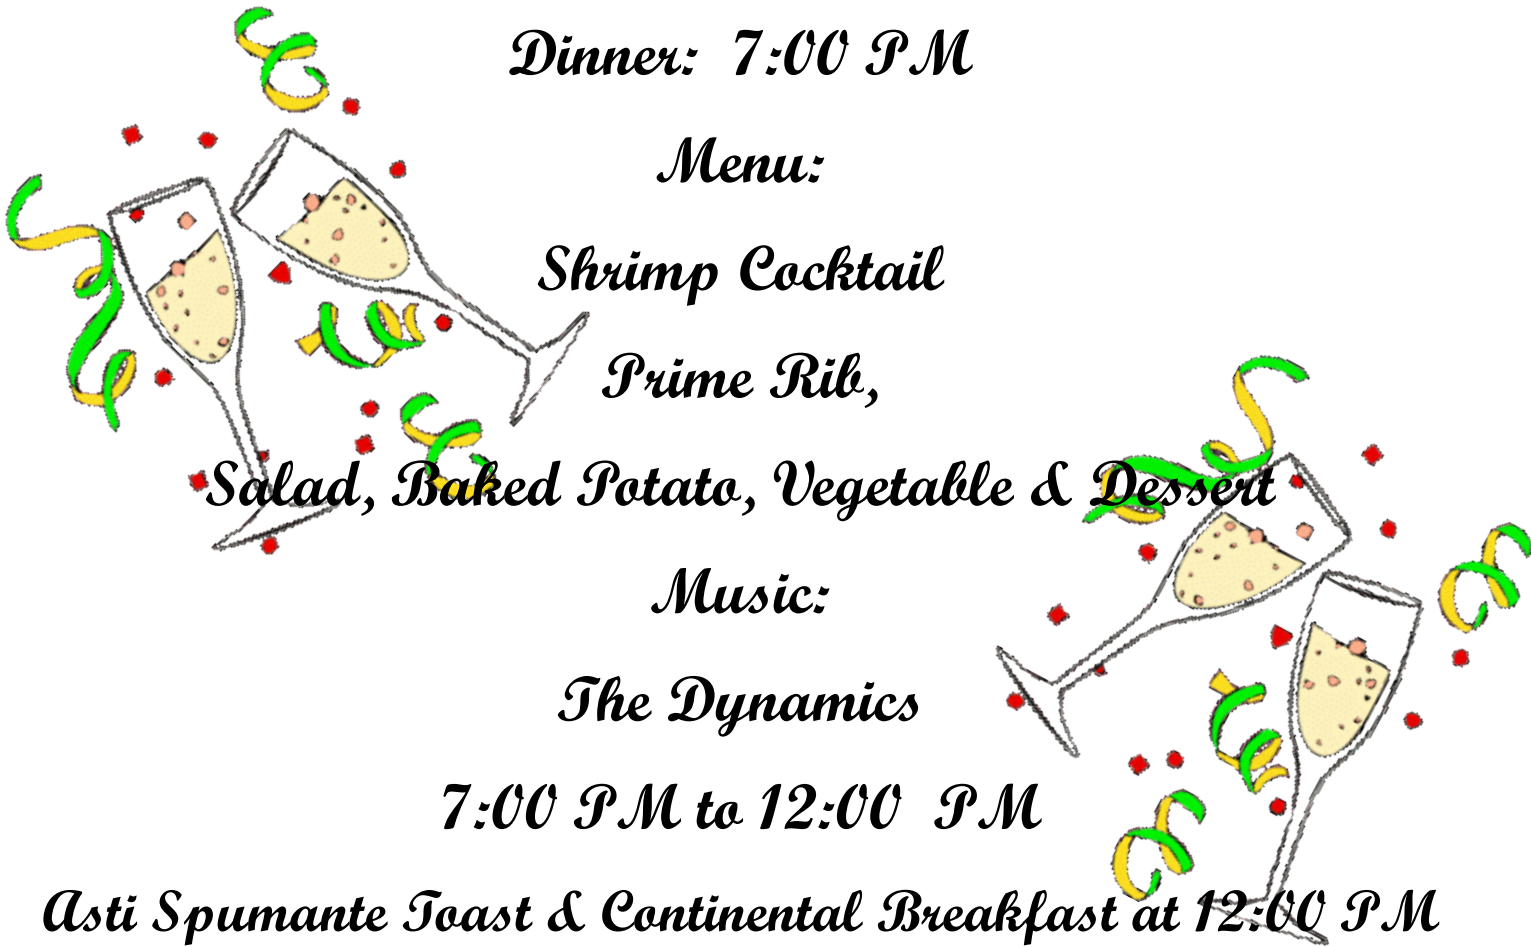 Dinner: 7:00 PM
Menu:
Shrimp Cocktail
Prime Rib,
Salad, Baked Potato, Vegetable & Dessert
Music:
The Dynamics
7:00 PM to 12:00 PM
Asti Spumante Toast & Continental Breakfast at 12:00 PM